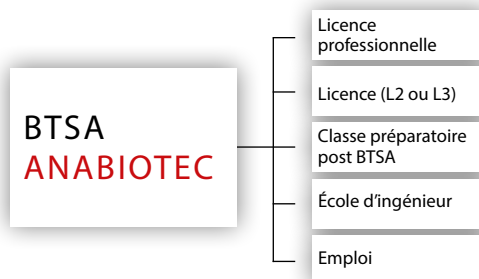 BTSA
ANABIOTEC
Licence
professionnelle
Licence (L2 ou L3)
Classe préparatoire
post BTSA
École d’ingénieur
Emploi